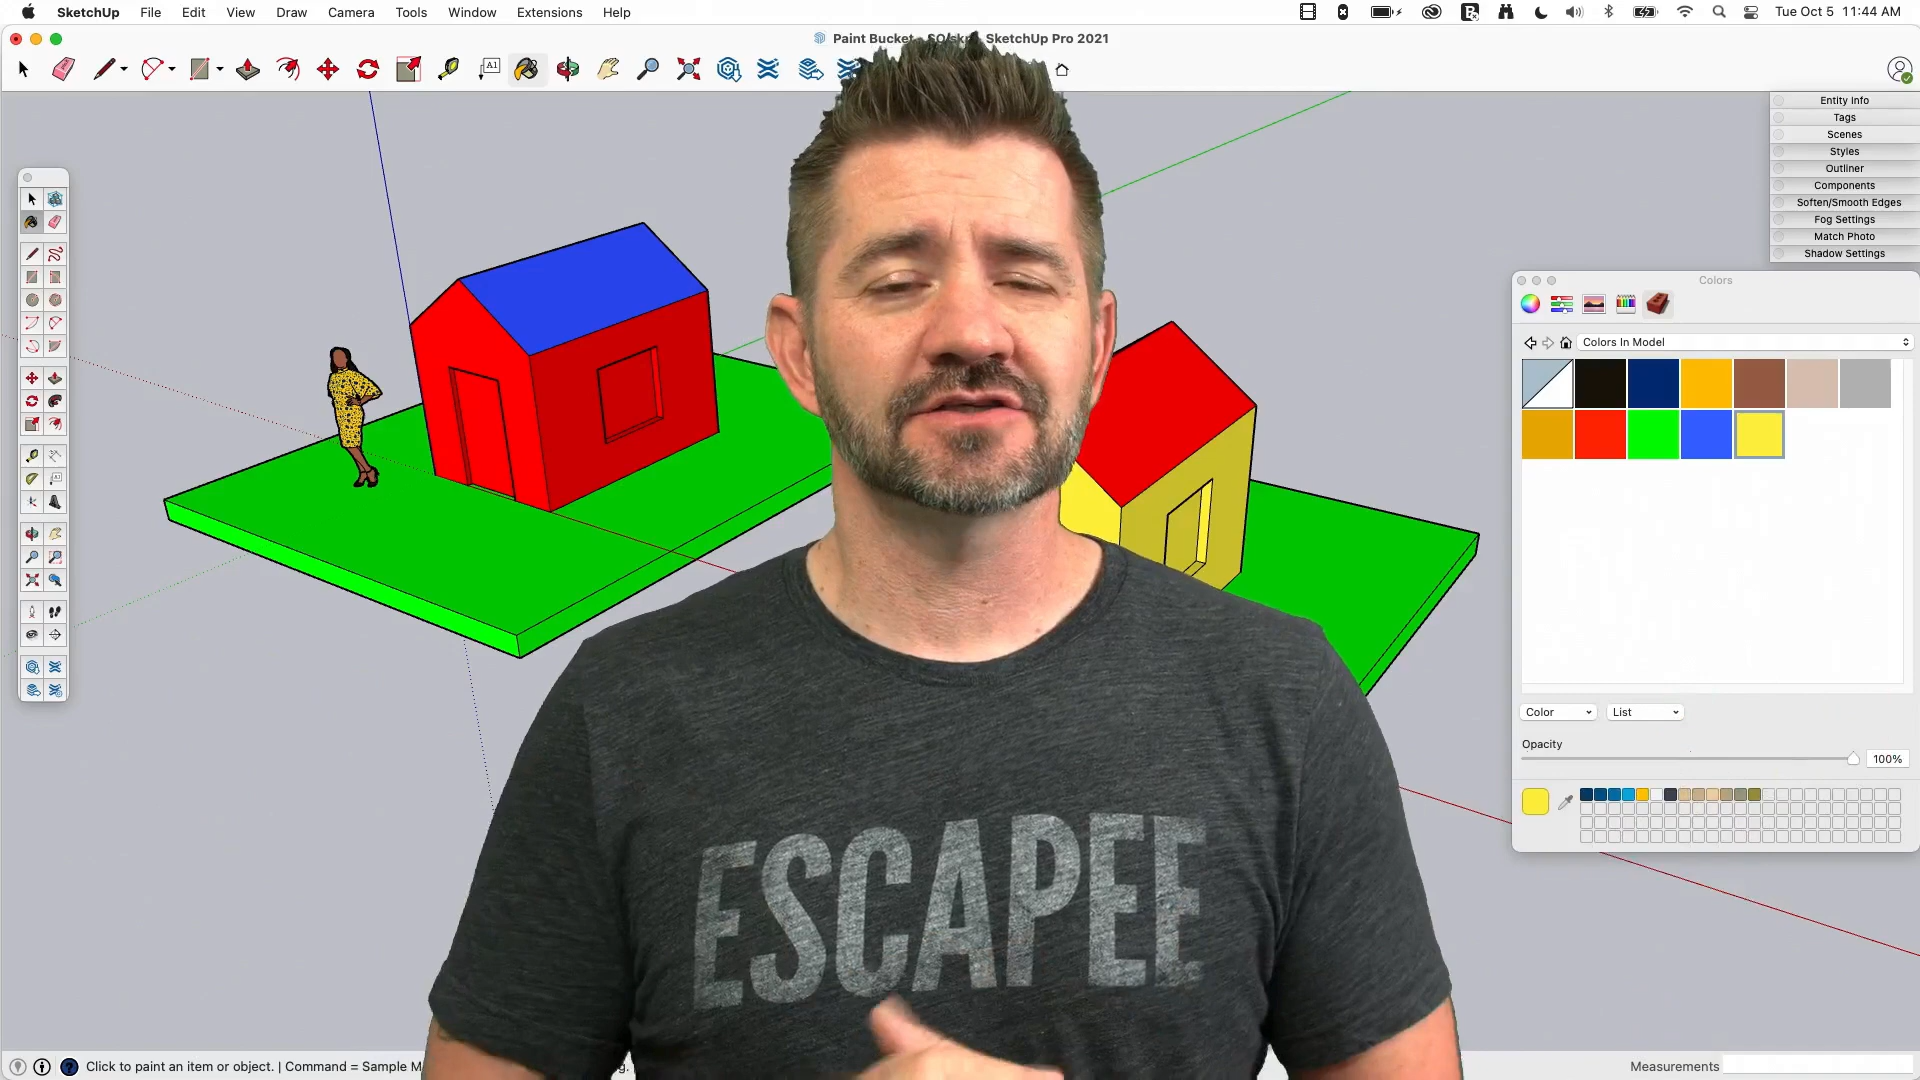 SketchUp File Edit View Draw Camera Tools Window Extensions Help Tue Oct 5 11:44 AM
Paint Bucket - SketchUp Pro 2021
A1
Entity Info
Tags
Scenes
Styles
Outliner
Components
Soften/Smooth Edges
Fog Settings
Match Photo
Shadow Settings
Colors
Colors In Model
Color List
Opacity
100%
ESCAPEE
Click to paint an item or object. | Command = Sample
Measurements